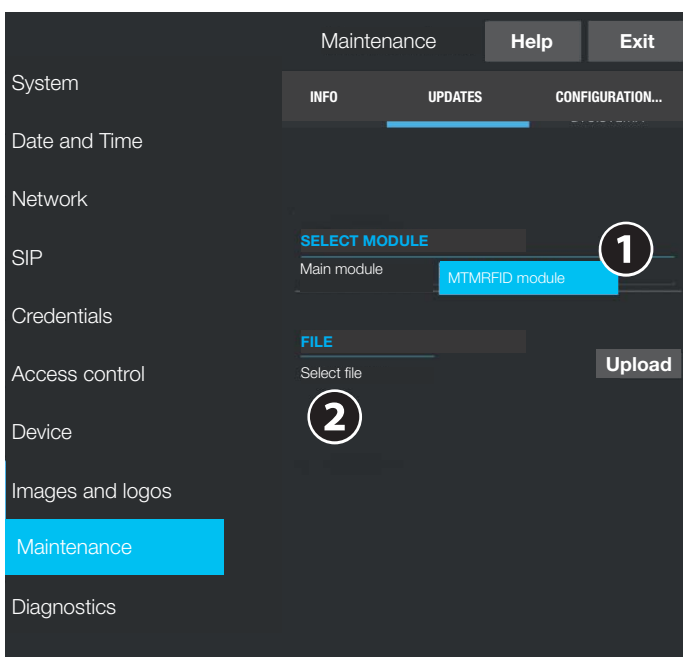 Maintenance Help Exit
System
INFO UPDATES CONFIGURATION...
Date and Time
Network
SIP
SELECT MODULE
1
Main module MTMRFID module
Credentials
FILE
Access control
Select file Upload
2
Device
Images and logos
Maintenance
Diagnostics